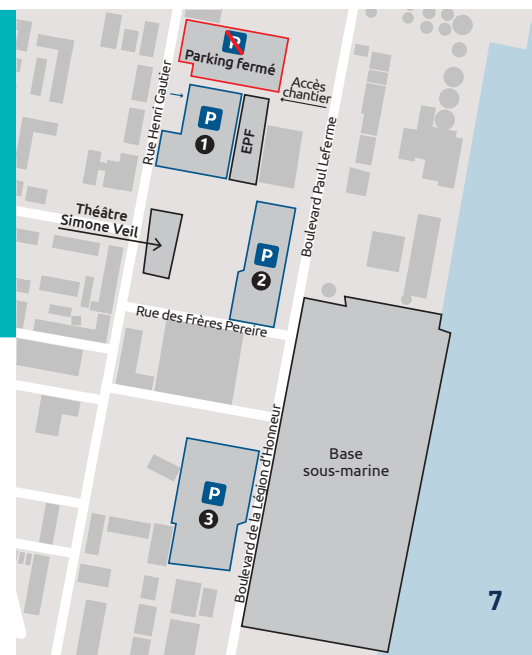 P
Parking fermé
Accès
chantier
Rue Henri Gautier
P
1
EPF
Boulevard Paul Leferme
Théâtre
Simone Veil
P
2
Rue des Frères Pereire
Boulevard de la Légion d'Honneur
Base
sous-marine
P
3
7